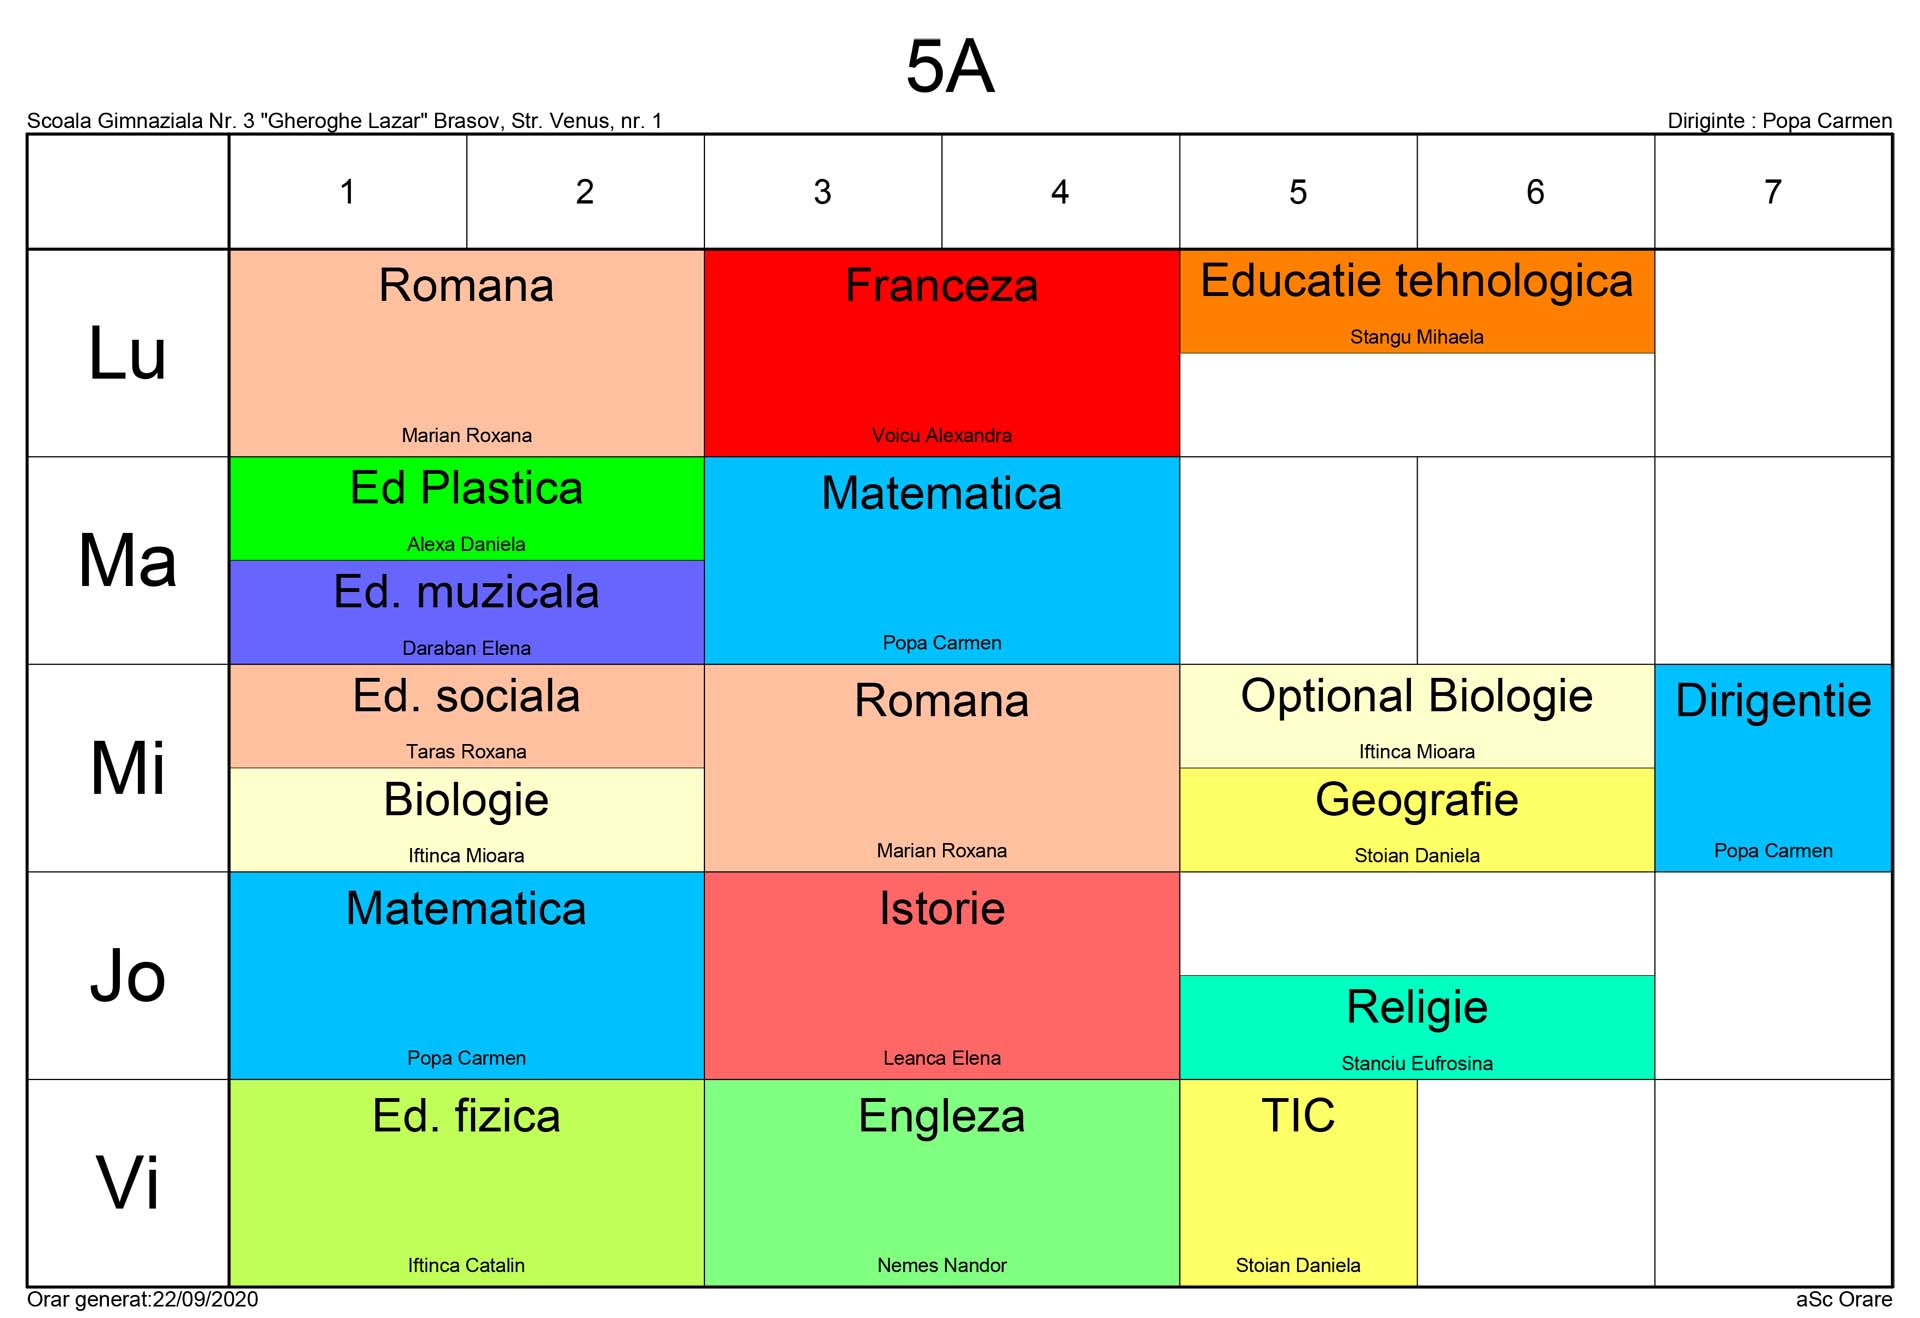 5A
Scoala Gimnaziala Nr. 3 "Gheroghe Lazar" Brasov, Str. Venus, nr. 1
Diriginte : Popa Carmen
1 2 3 4 5 6 7
Lu
Romana
Marian Roxana
Franceza
Voicu Alexandra
Educatie tehnologica
Stangu Mihaela
Ma
Ed Plastica
Alexa Daniela
Ed. muzicala
Daraban Elena
Matematica
Popa Carmen
Mi
Ed. sociala
Taras Roxana
Biologie
Iftinca Mioara
Romana
Marian Roxana
Optional Biologie
Iftinca Mioara
Geografie
Stoian Daniela
Dirigentie
Popa Carmen
Jo
Matematica
Popa Carmen
Istorie
Leanca Elena
Religie
Stanciu Eufrosina
Vi
Ed. fizica
Iftinca Catalin
Engleza
Nemes Nandor
TIC
Stoian Daniela
Orar generat:22/09/2020
aSc Orare